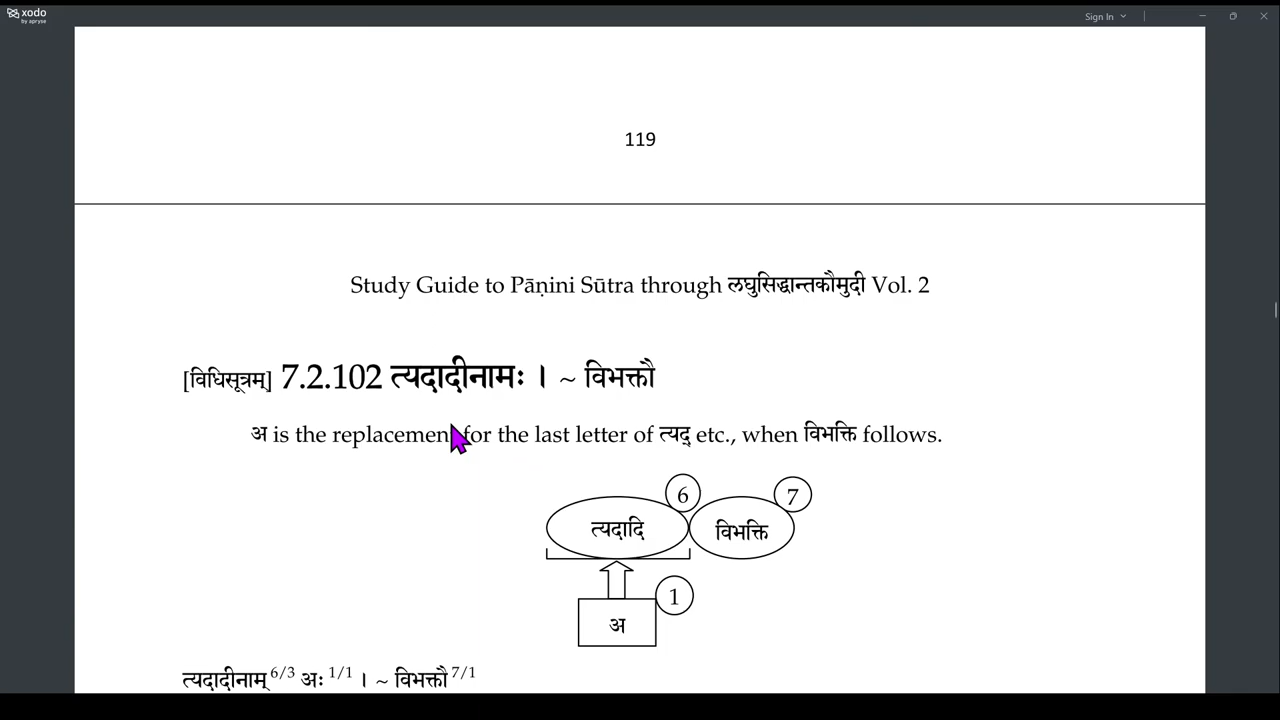 xodo
by apryse
Sign In
119
Study Guide to Pāṇini Sūtra through लघुसिद्धान्तकौमुदी Vol. 2
[विधिसूत्रम्] 7.2.102 त्यदादीनामः । ~ विभक्तौ
अ is the replacement for the last letter of त्यद् etc., when विभक्ति follows.
6
7
त्यदादि
विभक्ति
1
अ
त्यदादीनाम् 6/3 अः 1/1 । ~ विभक्तौ 7/1